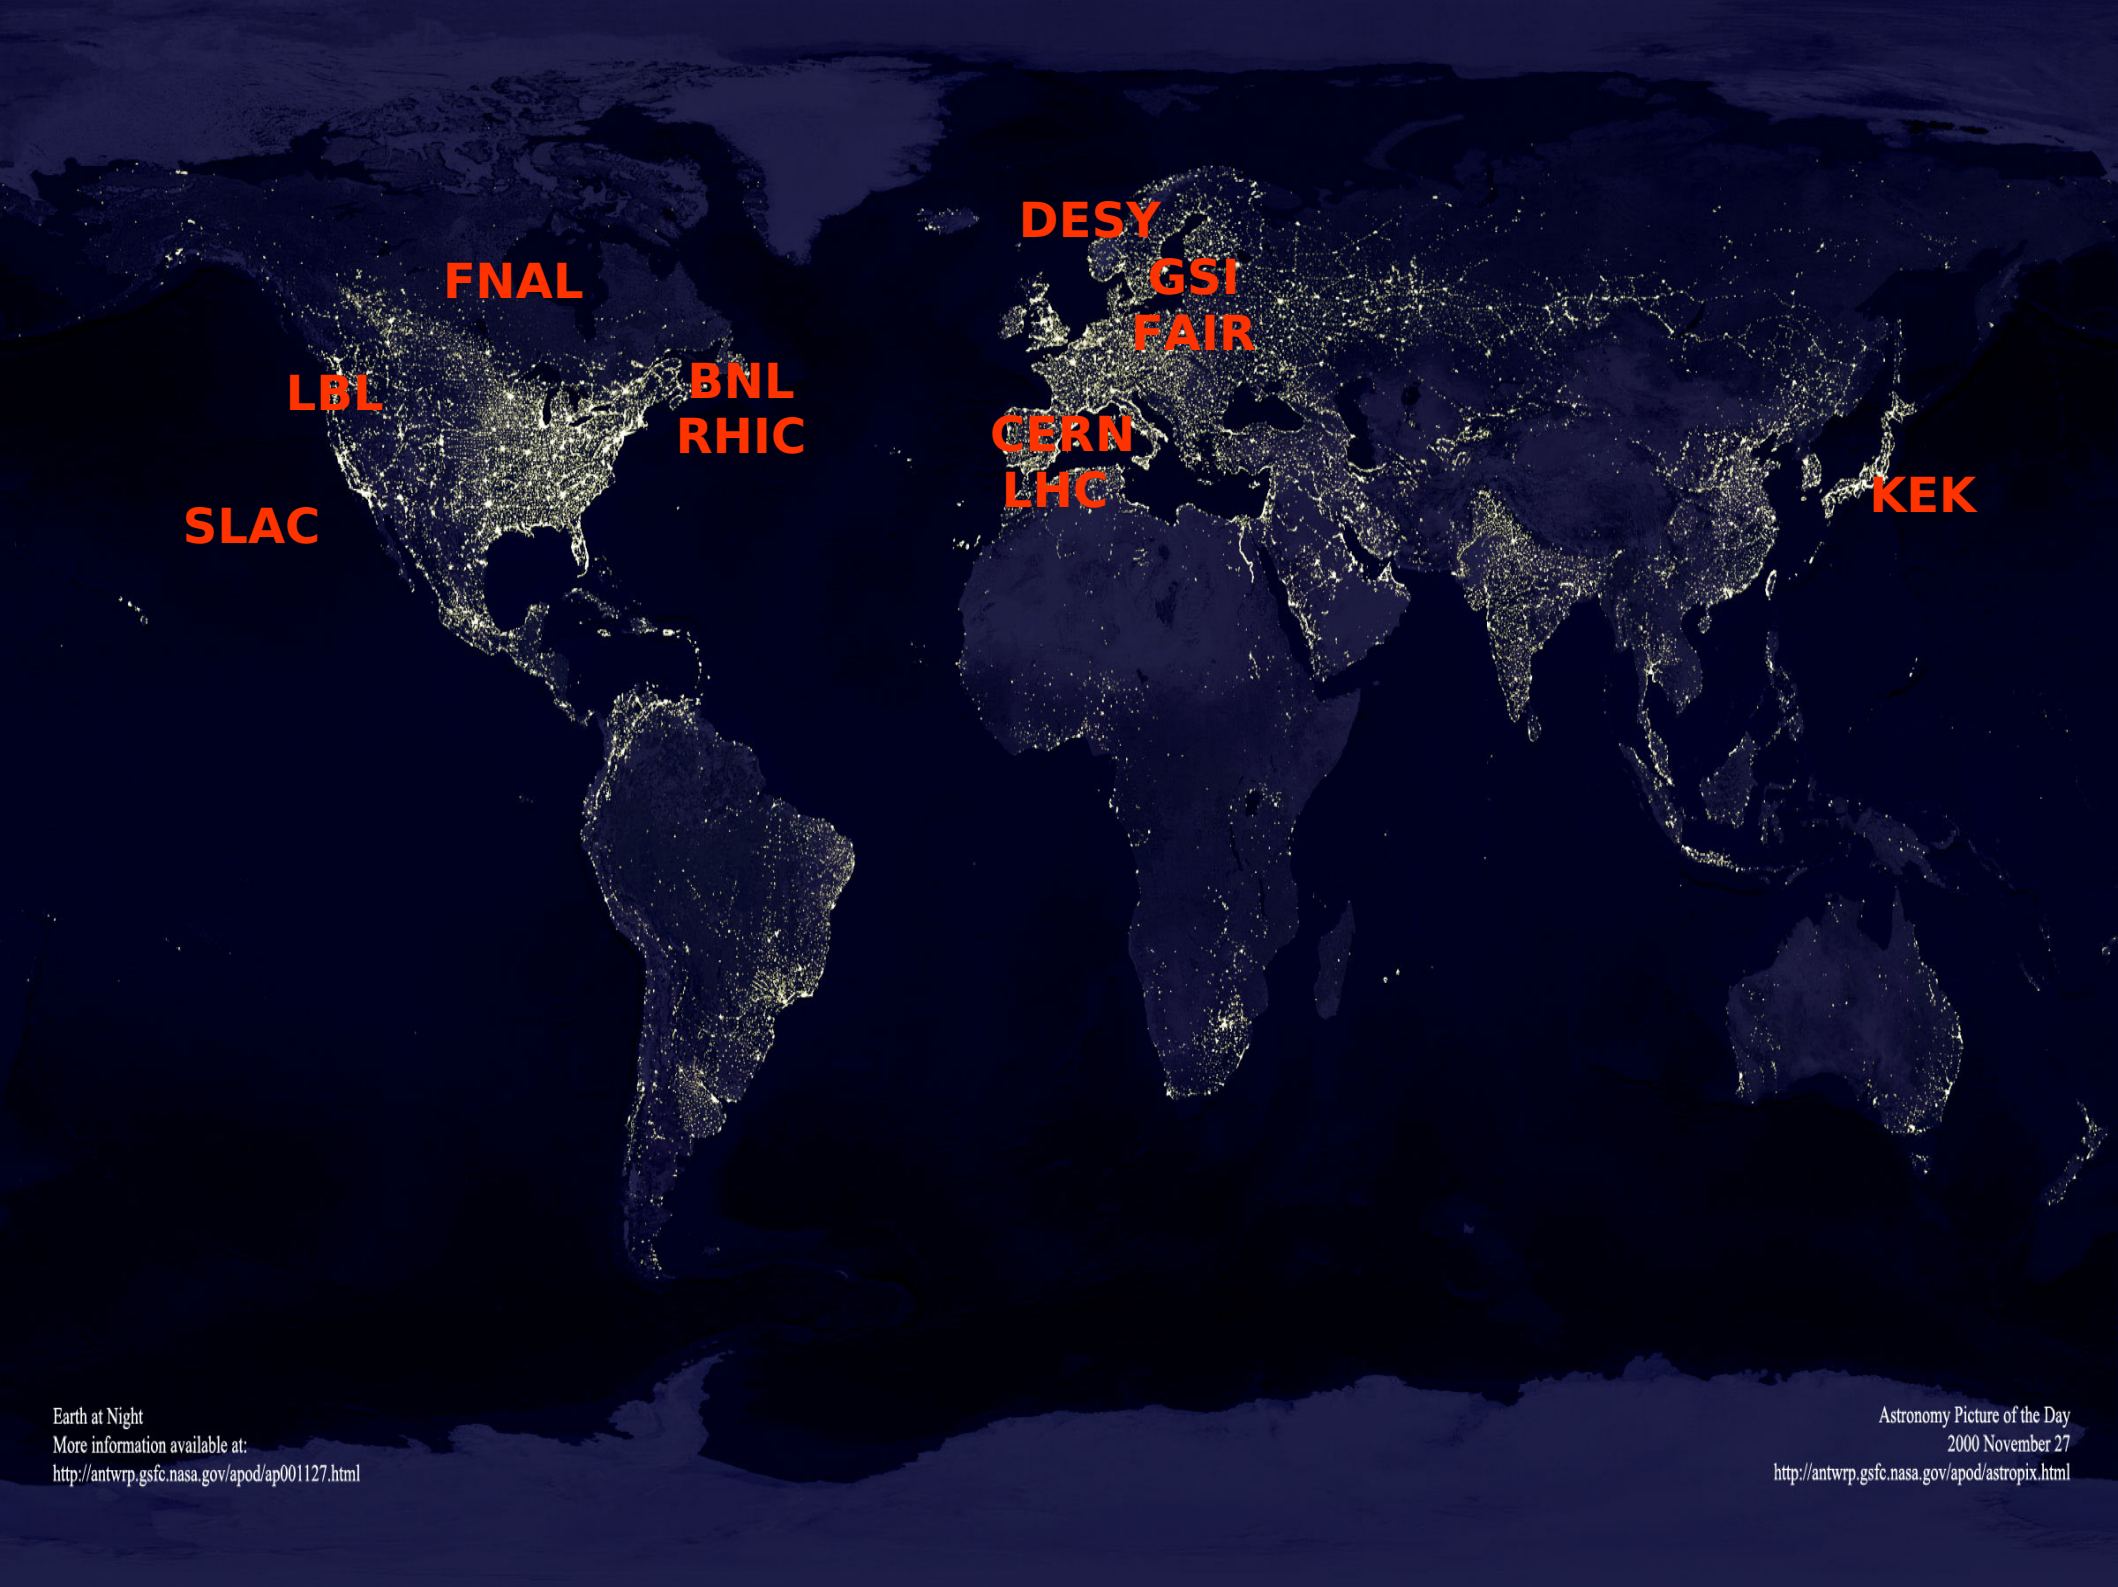 DESY
GSI
FAIR
FNAL
BNL
RHIC
LBL
CERN
LHC
KEK
SLAC
Earth at Night
More information available at:
http://antwrp.gsfc.nasa.gov/apod/ap001127.html
Astronomy Picture of the Day
2000 November 27
http://antwrp.gsfc.nasa.gov/apod/astropix.html